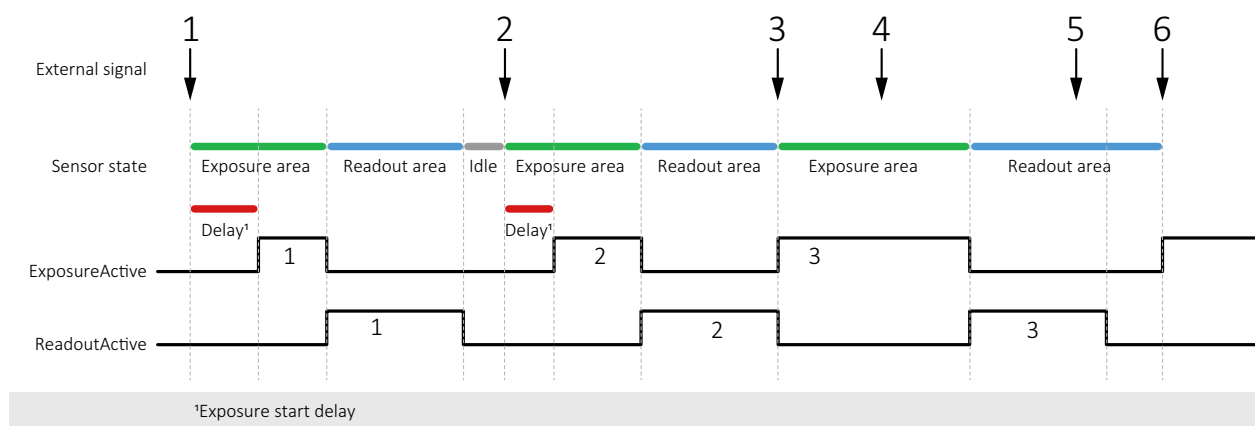 1 2 3 4 5 6
External signal
Sensor state Exposure area Readout area Idle Exposure area Readout area Exposure area Readout area
Delay¹ Delay¹
ExposureActive 1 2 3
ReadoutActive 1 2 3
¹Exposure start delay